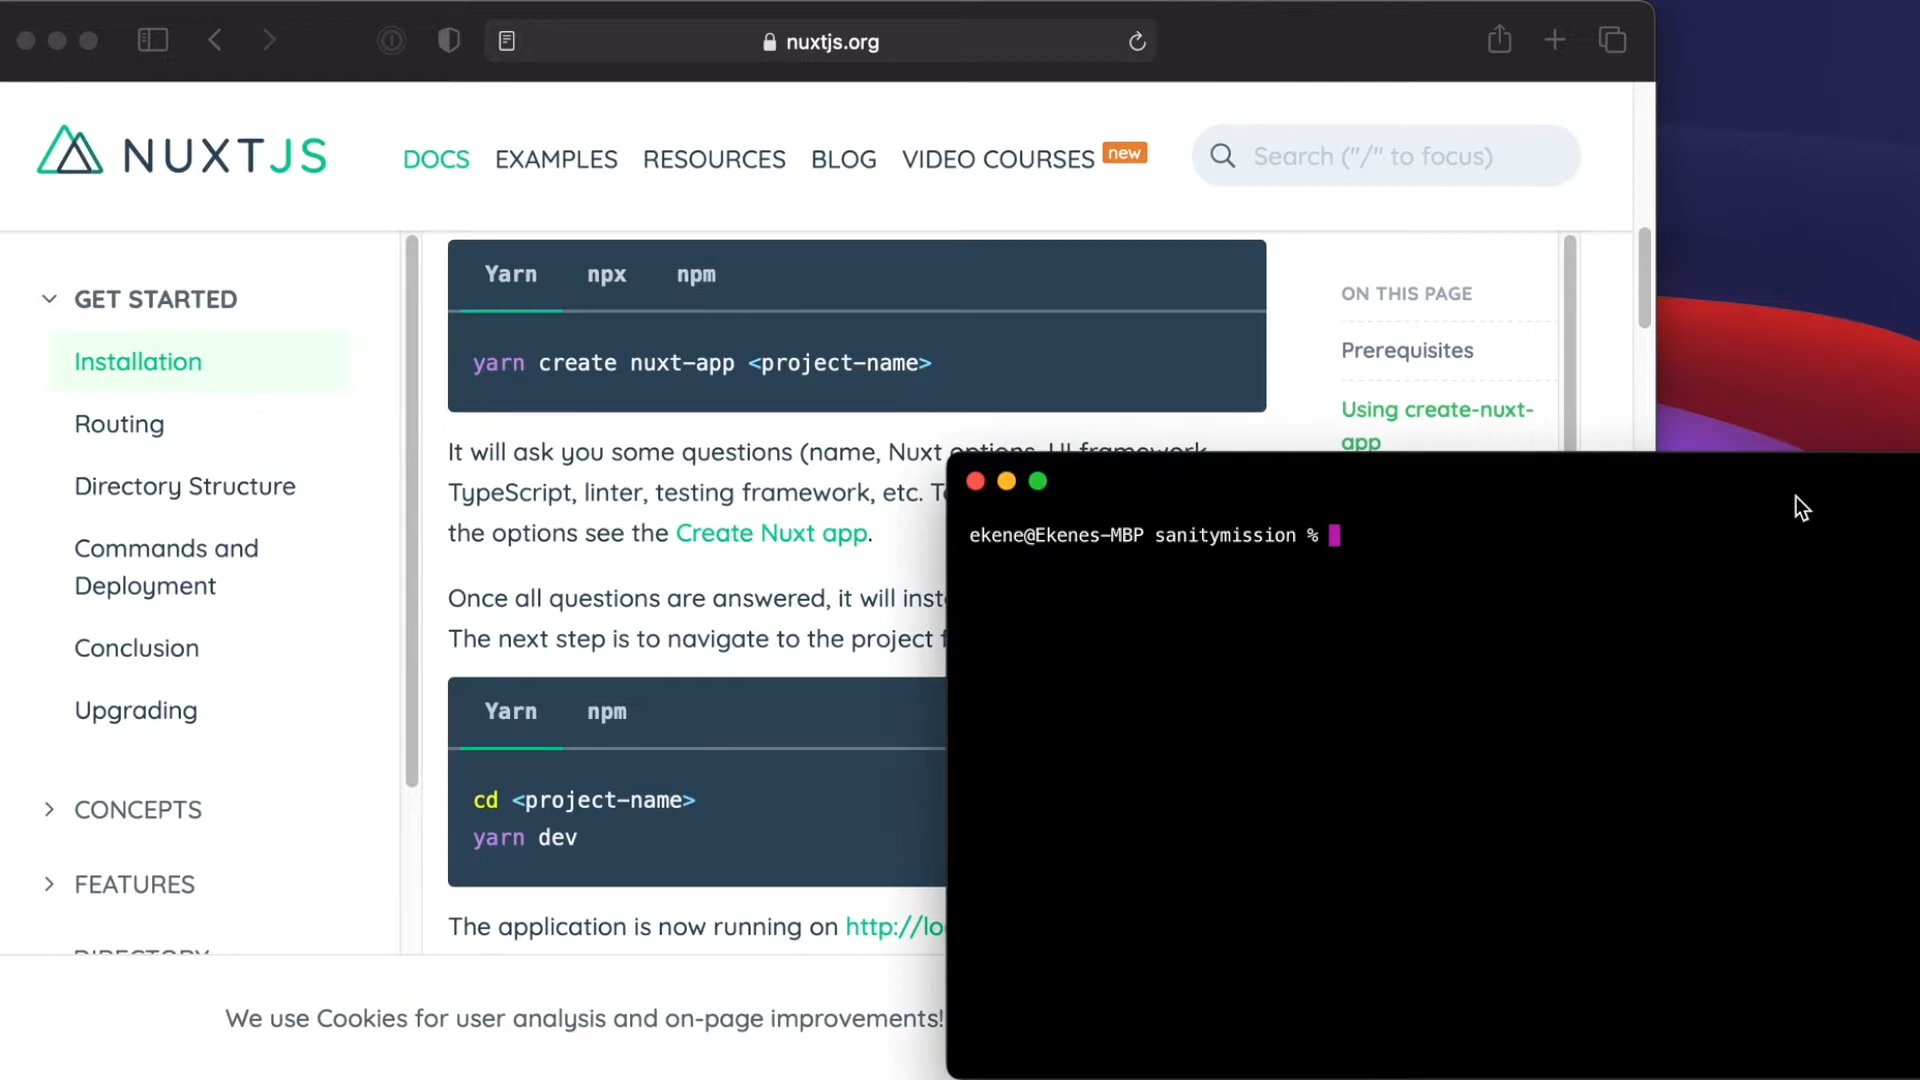 nuxtjs.org
NUXTJS
DOCS EXAMPLES RESOURCES BLOG VIDEO COURSES new
Search ("/" to focus)
GET STARTED
Installation
Routing
Directory Structure
Commands and
Deployment
Conclusion
Upgrading
CONCEPTS
FEATURES
DIRECTORY
Yarn npx npm
yarn create nuxt-app <project-name>
It will ask you some questions (name, Nuxt options, UI framework,
TypeScript, linter, testing framework, etc. T
the options see the Create Nuxt app.
Once all questions are answered, it will inst
The next step is to navigate to the project f
Yarn npm
cd <project-name>
yarn dev
The application is now running on http://lo
ON THIS PAGE
Prerequisites
Using create-nuxt-
app
ekene@Ekenes-MBP sanitymission %
We use Cookies for user analysis and on-page improvements!